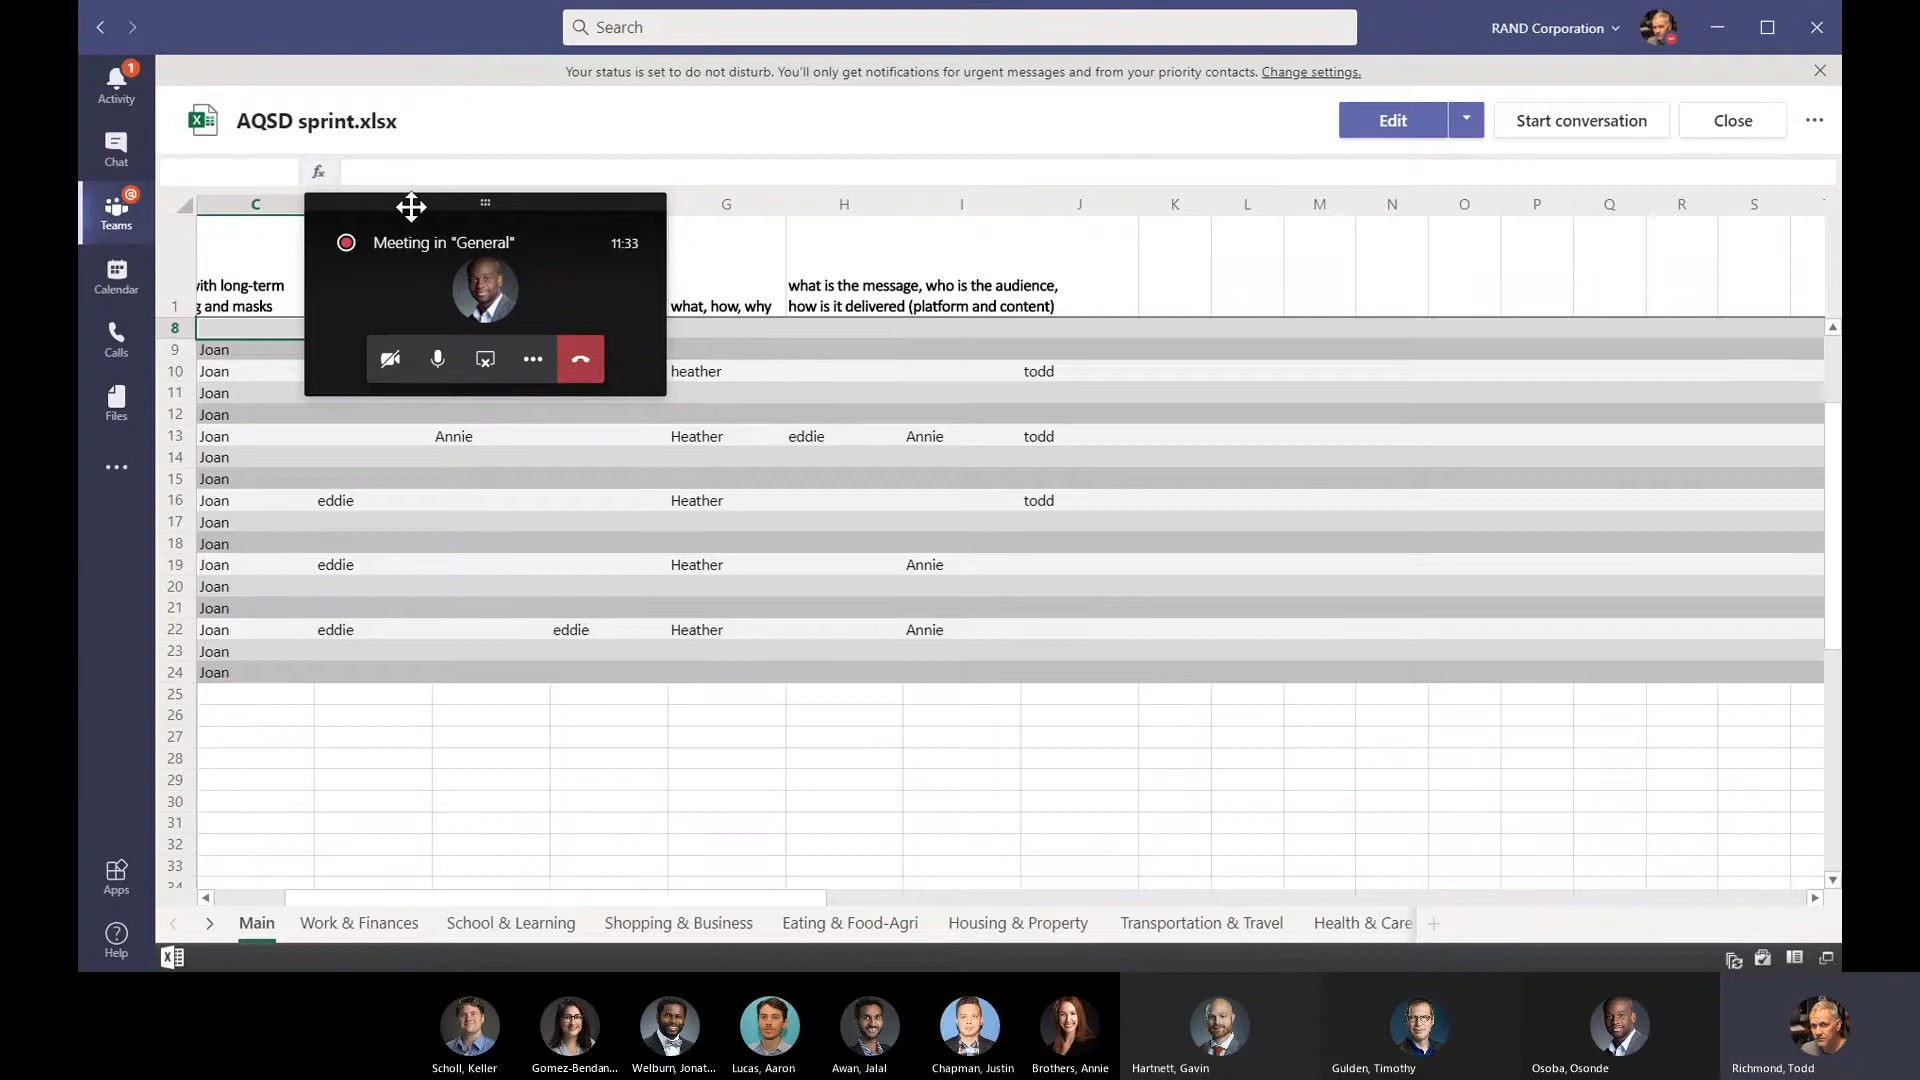 Search
RAND Corporation
Activity
1
Your status is set to do not disturb. You'll only get notifications for urgent messages and from your priority contacts. Change settings.
Chat
AQSD sprint.xlsx
Edit
Start conversation
Close
Teams
@
Calendar
Calls
Files
Apps
Help
fx
C G H I J K L M N O P Q R S
Meeting in "General"
11:33
with long-term
g and masks
what, how, why
what is the message, who is the audience,
how is it delivered (platform and content)
1
8
9 Joan
10 Joan heather todd
11 Joan
12 Joan
13 Joan Annie Heather eddie Annie todd
14 Joan
15 Joan
16 Joan eddie Heather todd
17 Joan
18 Joan
19 Joan eddie Heather Annie
20 Joan
21 Joan
22 Joan eddie eddie Heather Annie
23 Joan
24 Joan
25
26
27
28
29
30
31
32
33
34
Main Work & Finances School & Learning Shopping & Business Eating & Food-Agri Housing & Property Transportation & Travel Health & Care
Scholl, Keller
Gomez-Bendan...
Welburn, Jonat...
Lucas, Aaron
Awan, Jalal
Chapman, Justin
Brothers, Annie
Hartnett, Gavin
Gulden, Timothy
Osoba, Osonde
Richmond, Todd